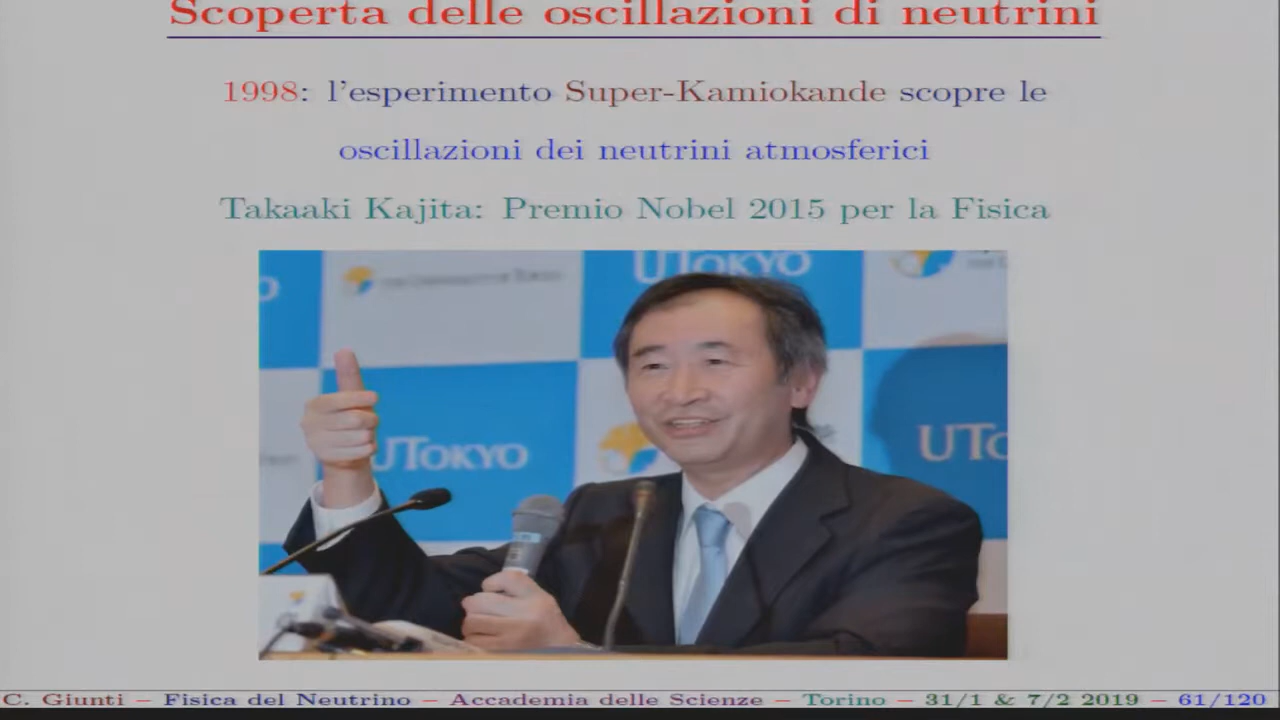 Scoperta delle oscillazioni di neutrini
1998: l'esperimento Super-Kamiokande scopre le
oscillazioni dei neutrini atmosferici
Takaaki Kajita: Premio Nobel 2015 per la Fisica
UTOKYO
UTOKYO
UTO
C. Giunti – Fisica del Neutrino – Accademia delle Scienze – Torino – 31/1 & 7/2 2019 – 61/120